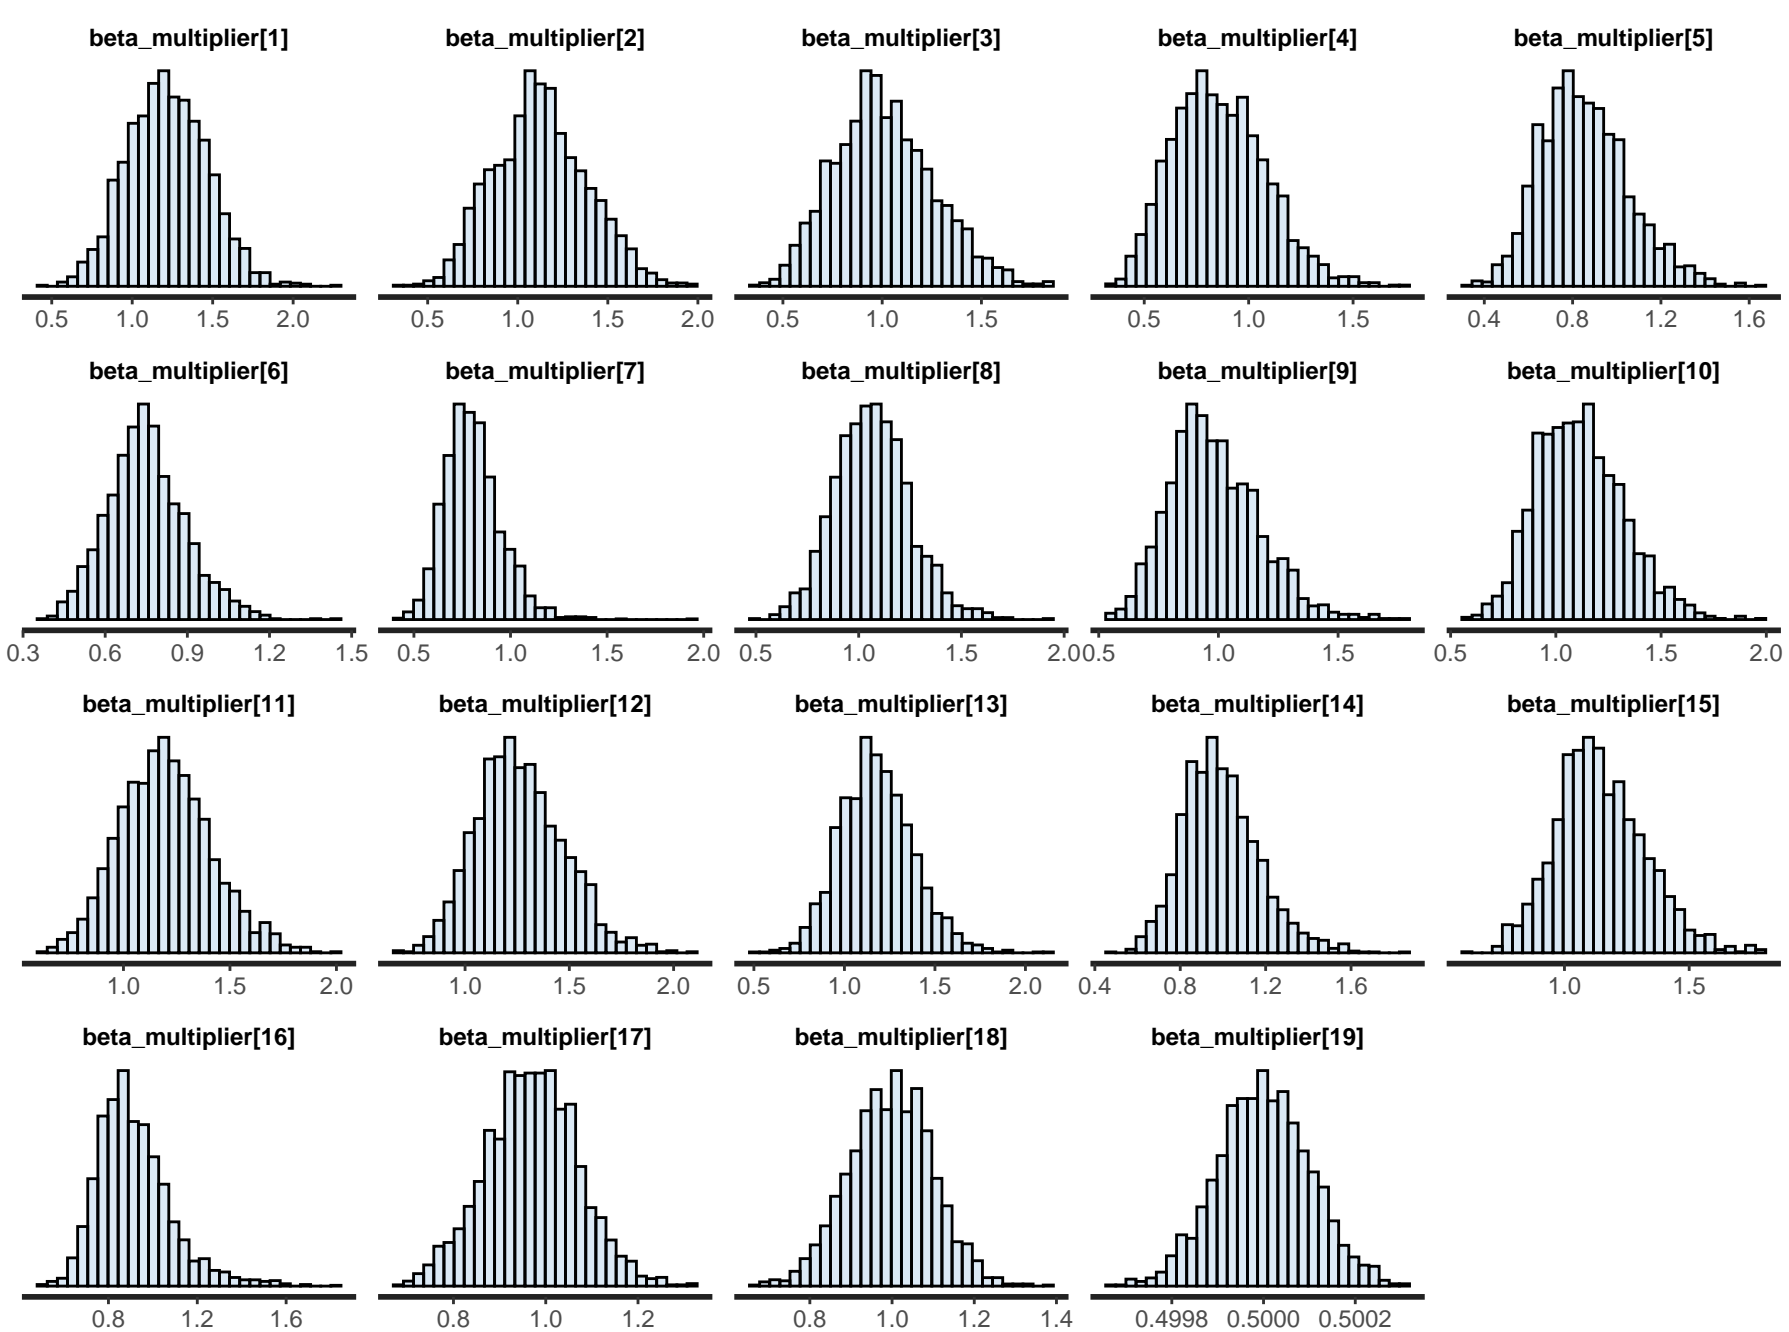 beta_multiplier[1] beta_multiplier[2] beta_multiplier[3] beta_multiplier[4] beta_multiplier[5]
0.5 1.0 1.5 2.0 0.5 1.0 1.5 2.0 0.5 1.0 1.5 0.5 1.0 1.5 0.4 0.8 1.2 1.6
beta_multiplier[6] beta_multiplier[7] beta_multiplier[8] beta_multiplier[9] beta_multiplier[10]
0.3 0.6 0.9 1.2 1.5 0.5 1.0 1.5 2.0 0.5 1.0 1.5 2.0 0.5 1.0 1.5 0.5 1.0 1.5 2.0
beta_multiplier[11] beta_multiplier[12] beta_multiplier[13] beta_multiplier[14] beta_multiplier[15]
1.0 1.5 2.0 1.0 1.5 2.0 0.5 1.0 1.5 2.0 0.4 0.8 1.2 1.6 1.0 1.5
beta_multiplier[16] beta_multiplier[17] beta_multiplier[18] beta_multiplier[19]
0.8 1.2 1.6 0.8 1.0 1.2 0.8 1.0 1.2 1.4 0.4998 0.5000 0.5002